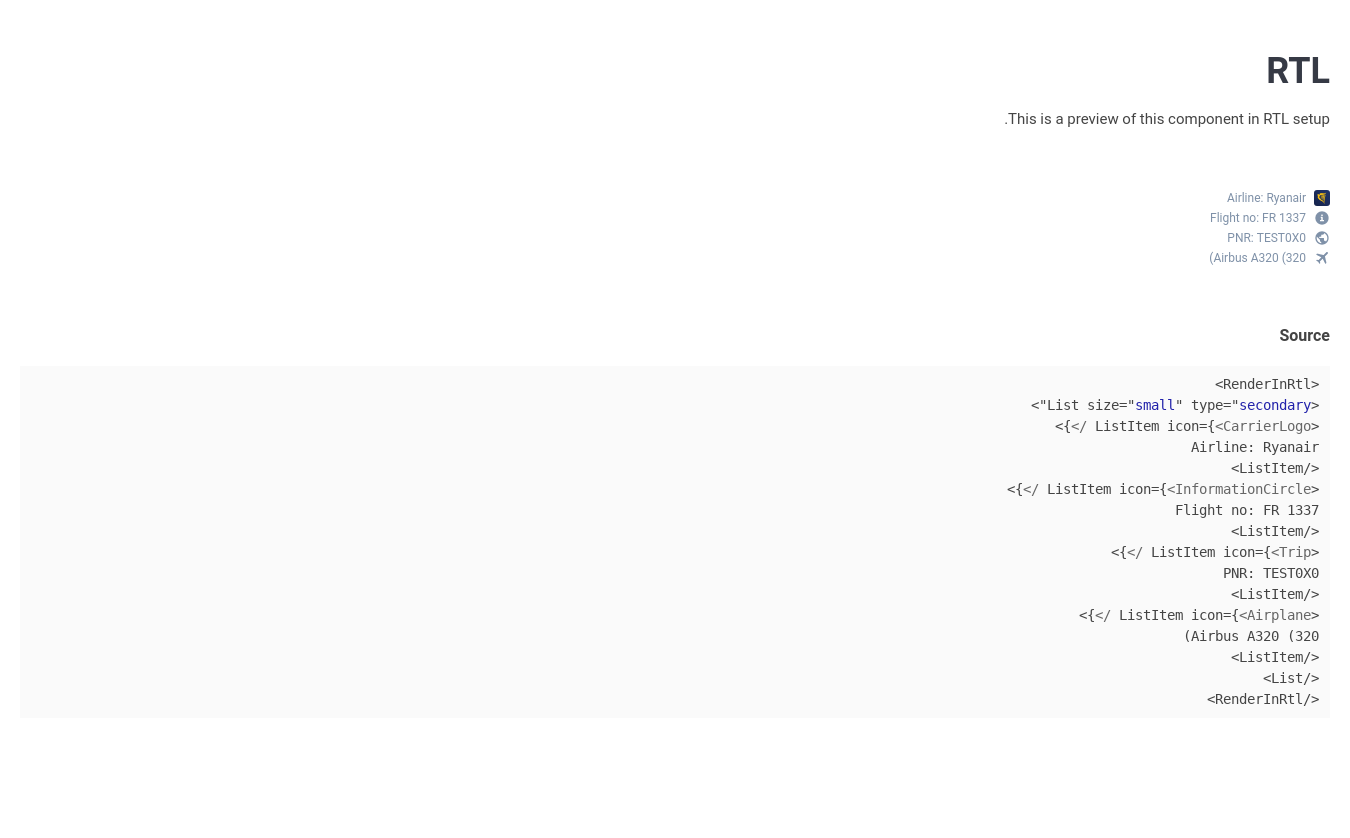 RTL
.This is a preview of this component in RTL setup
Airline: Ryanair
Flight no: FR 1337
PNR: TEST0X0
(Airbus A320 (320
Source
<RenderInRtl>
<"List size="small" type="secondary>
<{</ ListItem icon={<CarrierLogo>
Airline: Ryanair
<ListItem/>
<{</ ListItem icon={<InformationCircle>
Flight no: FR 1337
<ListItem/>
<{</ ListItem icon={<Trip>
PNR: TEST0X0
<ListItem/>
<{</ ListItem icon={<Airplane>
(Airbus A320 (320
<ListItem/>
<List/>
<RenderInRtl/>